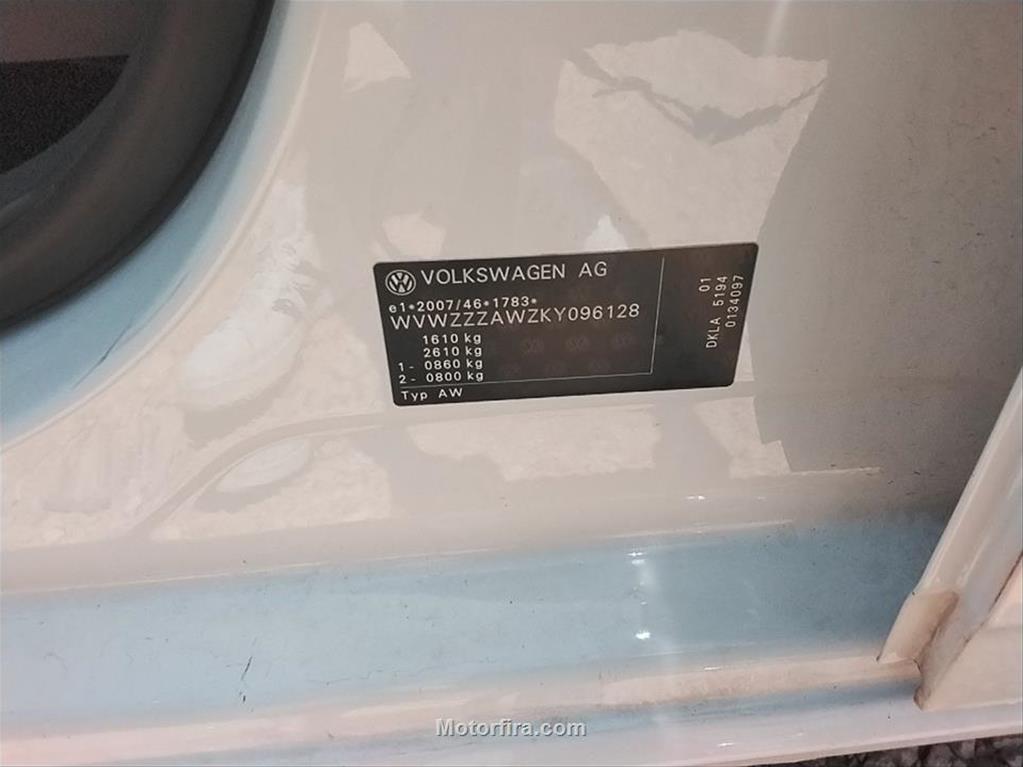 VOLKSWAGEN AG
e1*2007/46*1783*
WVWZZZAWZKY096128
1610 kg
2610 kg
1 - 0860 kg
2 - 0800 kg
Typ AW
01
DKLA 5194
0134097
Motorfira.com